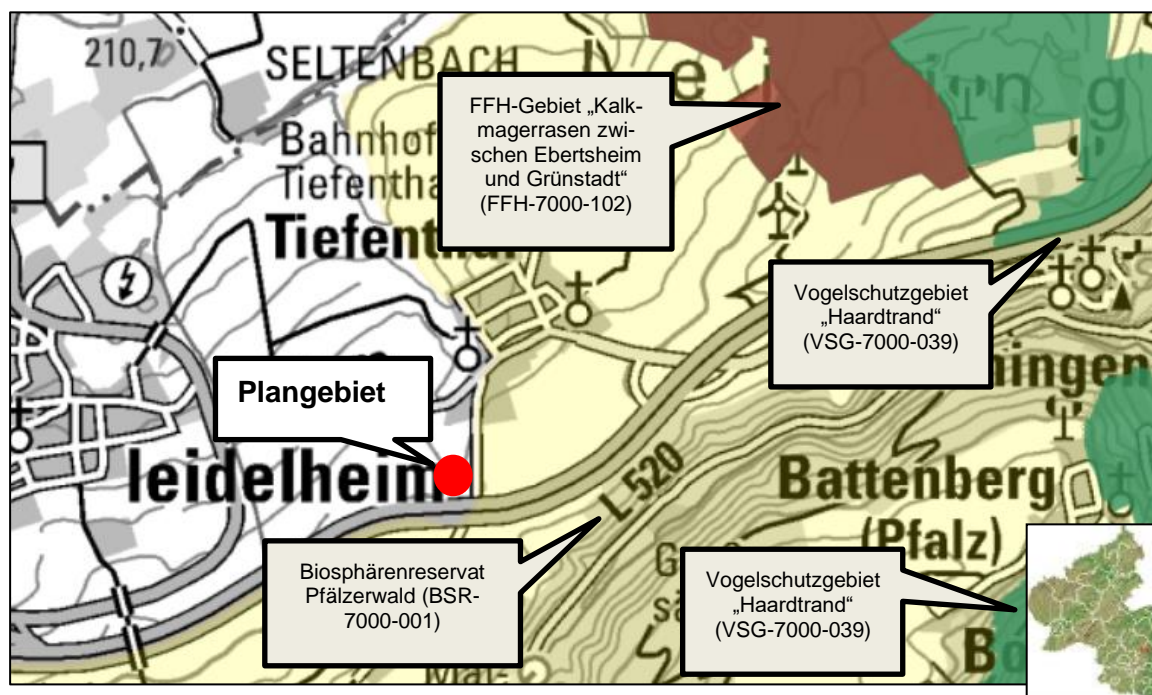 210,7
SELTENBACH
FFH-Gebiet „Kalk-
magerrasen zwi-
schen Ebertsheim
und Grünstadt“
(FFH-7000-102)
Bahnhof
Tiefentha
Tiefenthal
Vogelschutzgebiet
„Haardtrand“
(VSG-7000-039)
ningen
Plangebiet
leidelheim
L 520
Battenberg
(Pfalz)
Biosphärenreservat
Pfälzerwald (BSR-
7000-001)
Vogelschutzgebiet
„Haardtrand“
(VSG-7000-039)